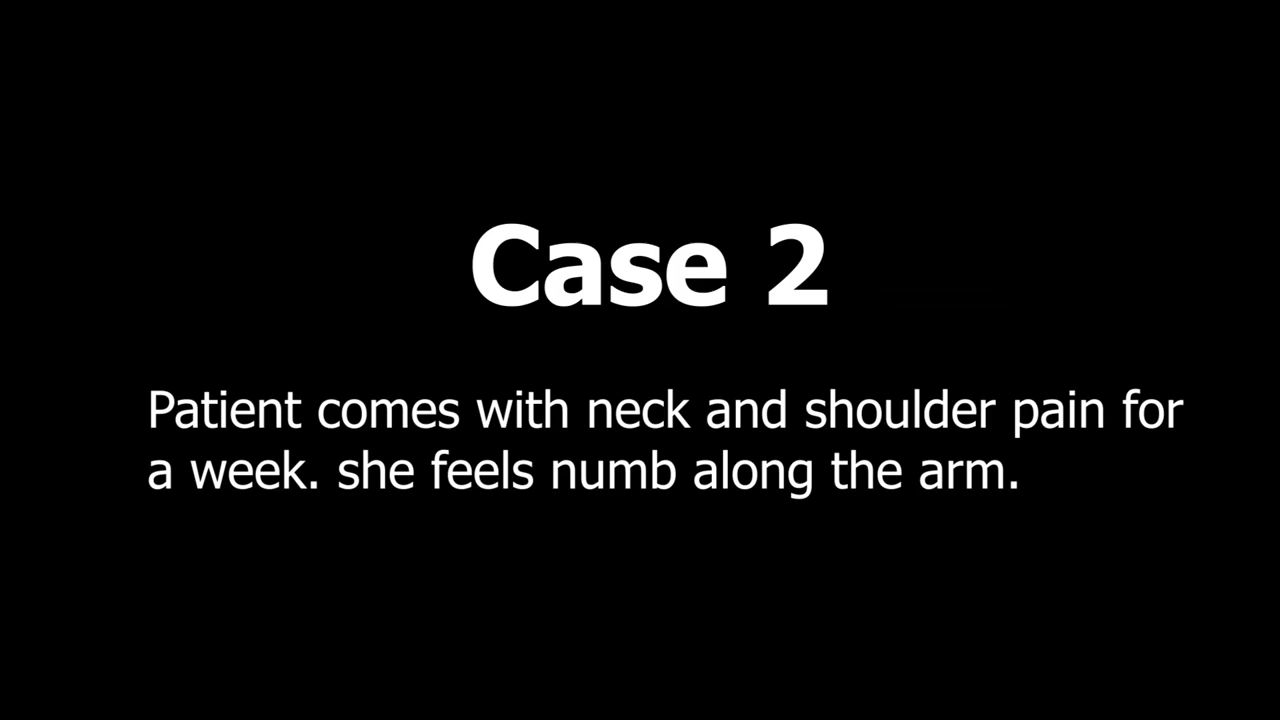 Case 2
Patient comes with neck and shoulder pain for
a week. she feels numb along the arm.